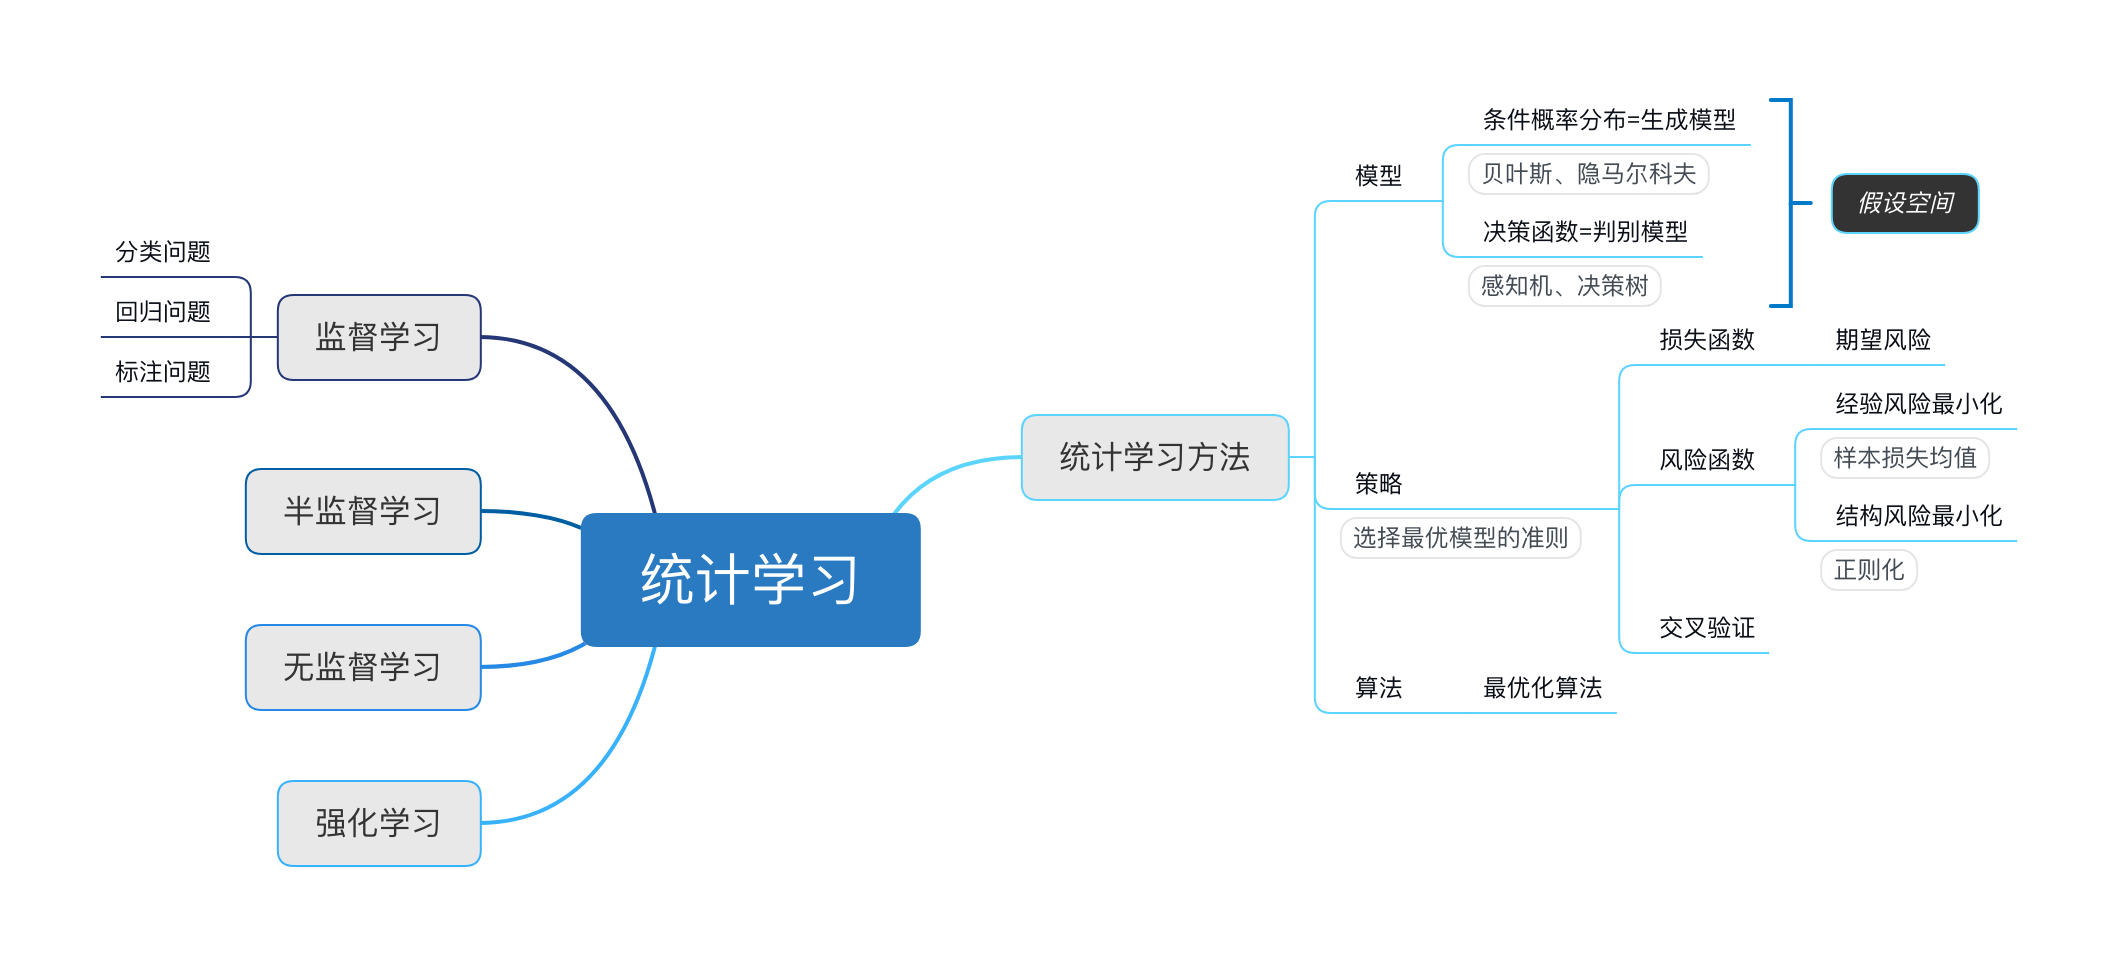 统计学习
监督学习
分类问题
回归问题
标注问题
半监督学习
无监督学习
强化学习
统计学习方法
模型
条件概率分布=生成模型
贝叶斯、隐马尔科夫
决策函数=判别模型
感知机、决策树
假设空间
策略
选择最优模型的准则
损失函数
期望风险
风险函数
经验风险最小化
样本损失均值
结构风险最小化
正则化
交叉验证
算法
最优化算法